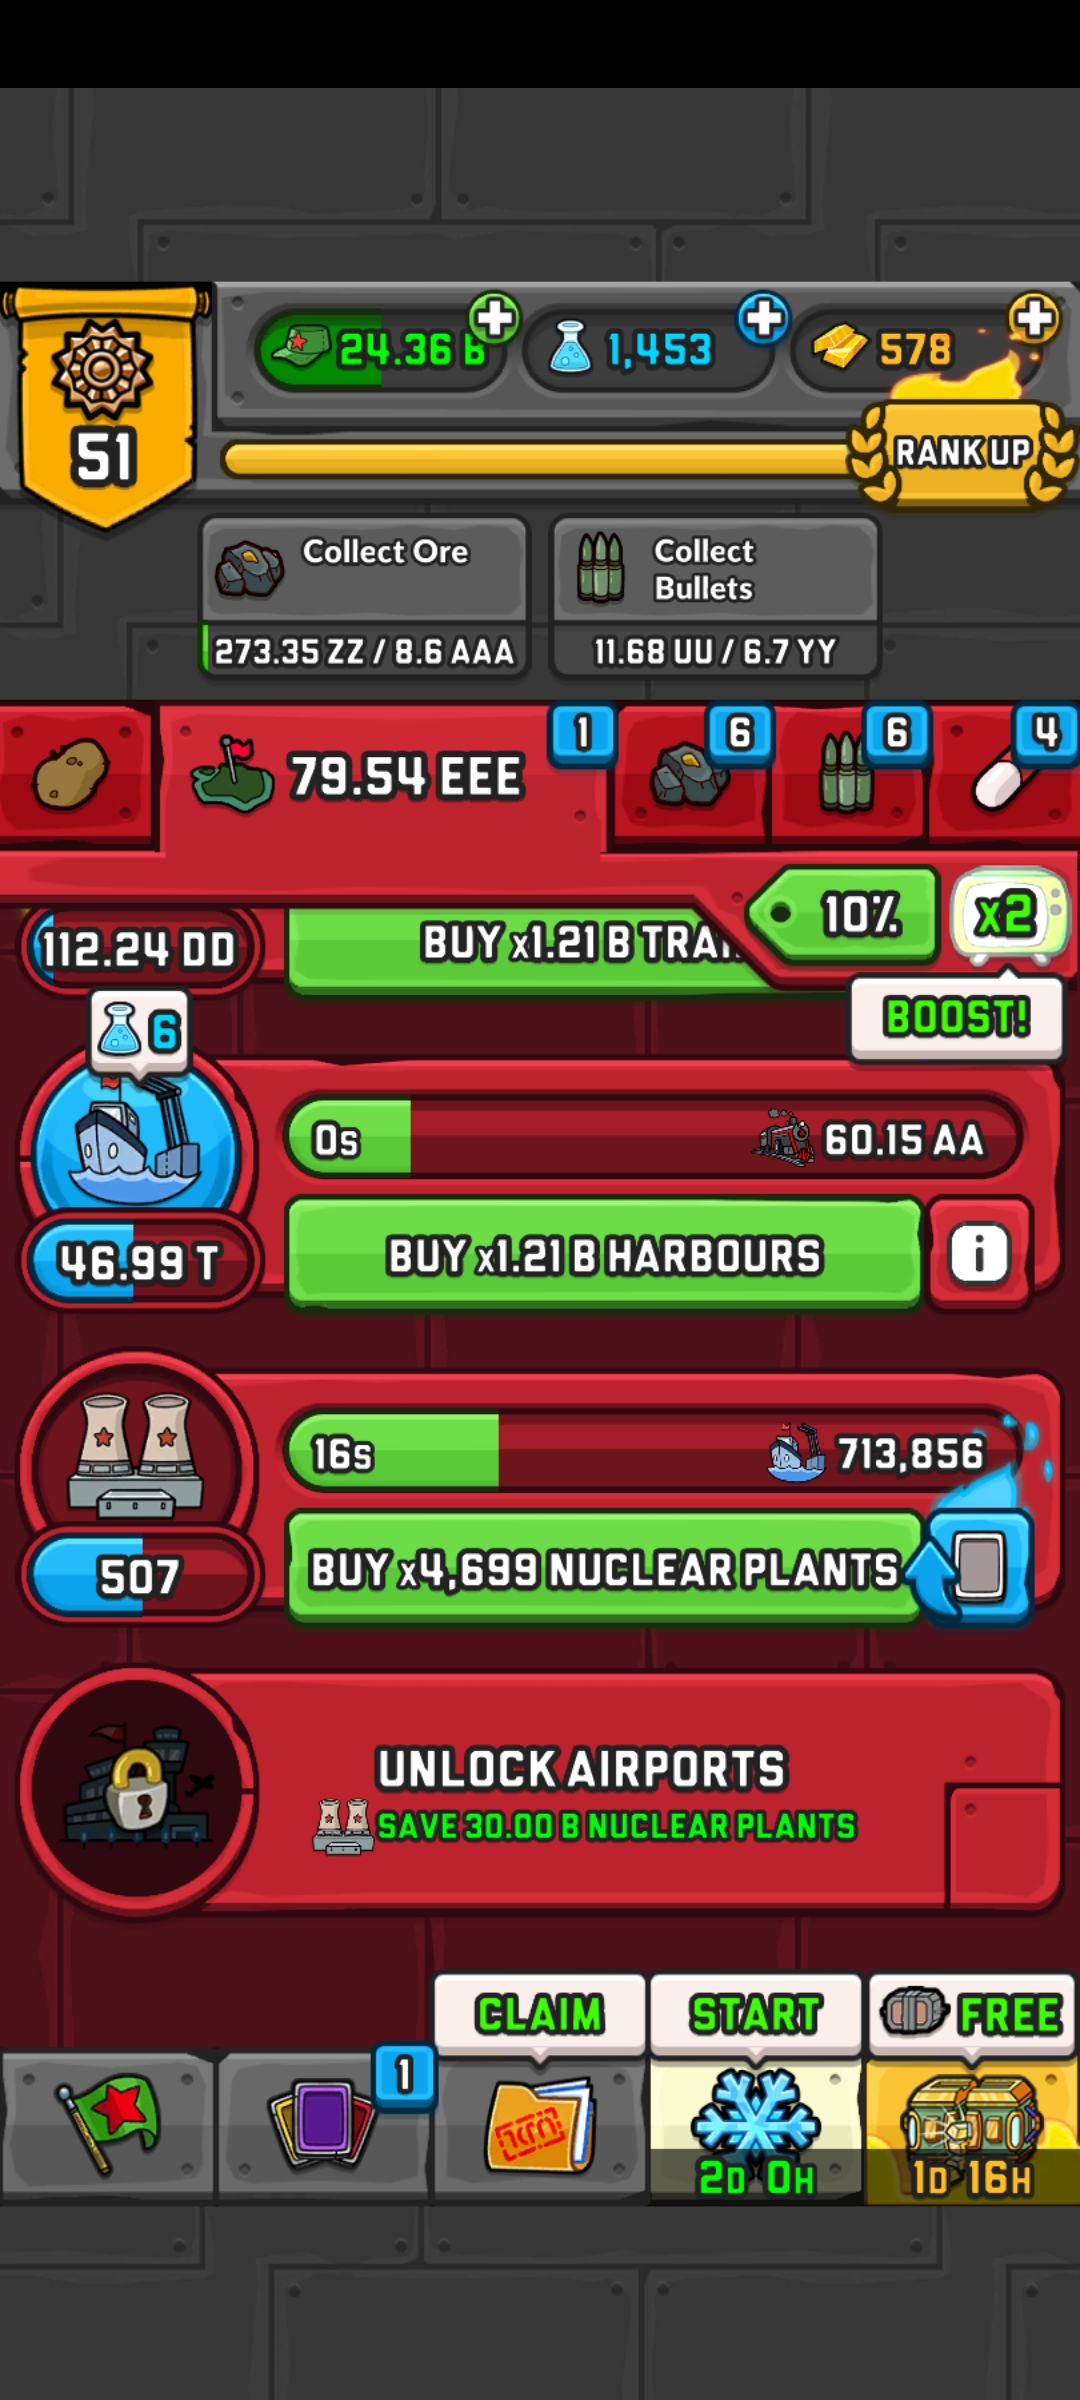 51
24.36 B
1,453
578
RANK UP
Collect Ore
273.35 ZZ / 8.6 AAA
Collect
Bullets
11.68 UU / 6.7 YY
79.54 EEE
1
6
6
4
10%
x2
BOOST!
112.24 DD
BUY x1.21 B TRAI
6
0s
60.15 AA
46.99 T
BUY x1.21 B HARBOURS
i
16s
713,856
507
BUY x4,699 NUCLEAR PLANTS
UNLOCK AIRPORTS
SAVE 30.00 B NUCLEAR PLANTS
CLAIM
START
FREE
1
2D 0H
1D 16H